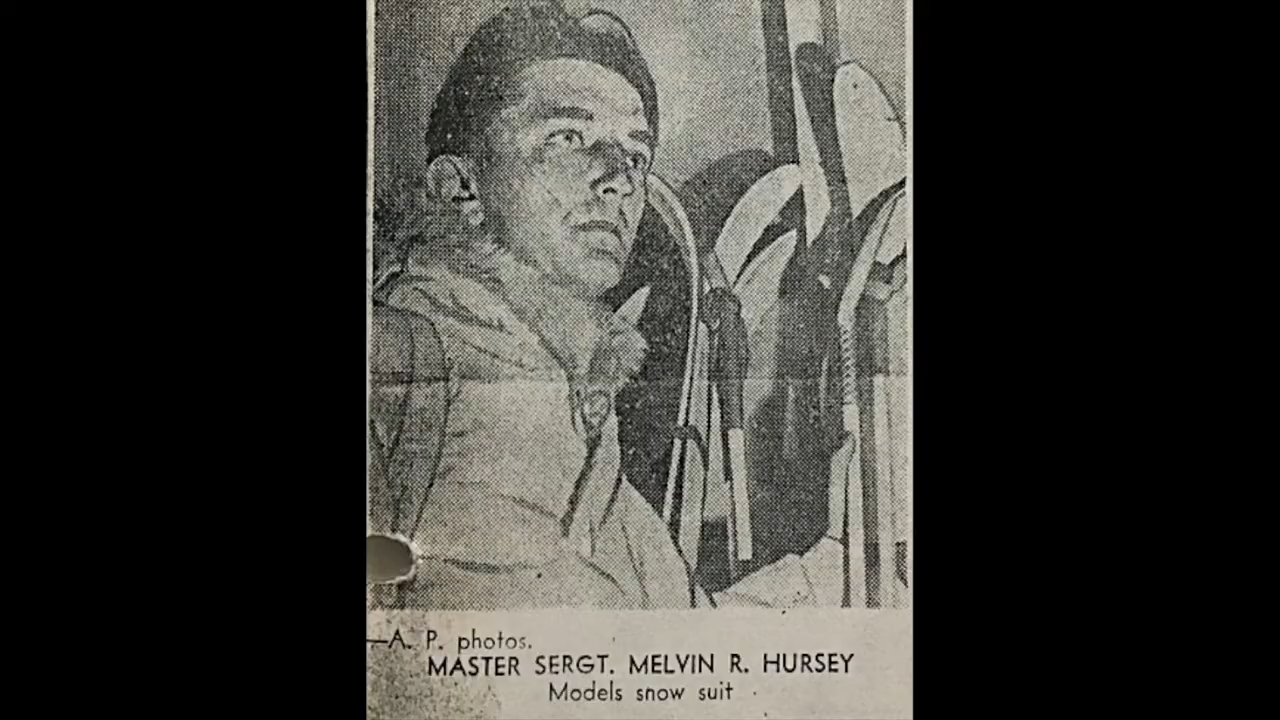 —A. P. photos.
MASTER SERGT. MELVIN R. HURSEY
Models snow suit